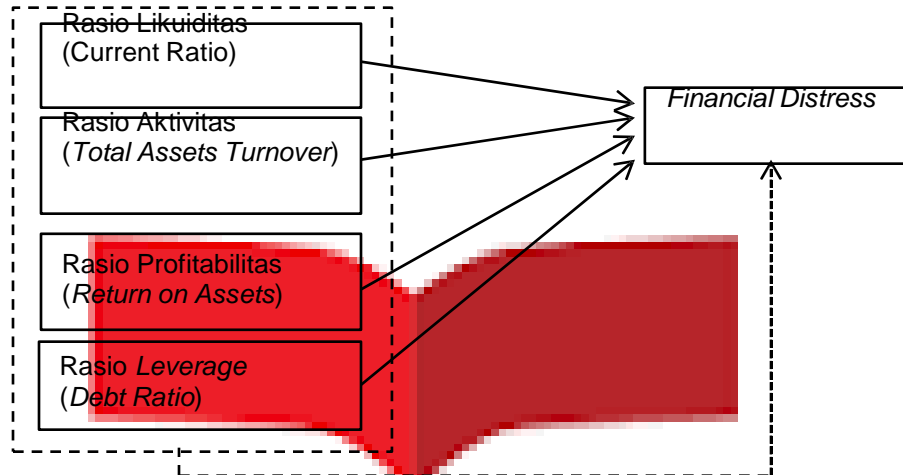 Rasio Likuiditas
(Current Ratio)
Rasio Aktivitas
(Total Assets Turnover)
Rasio Profitabilitas
(Return on Assets)
Rasio Leverage
(Debt Ratio)
Financial Distress